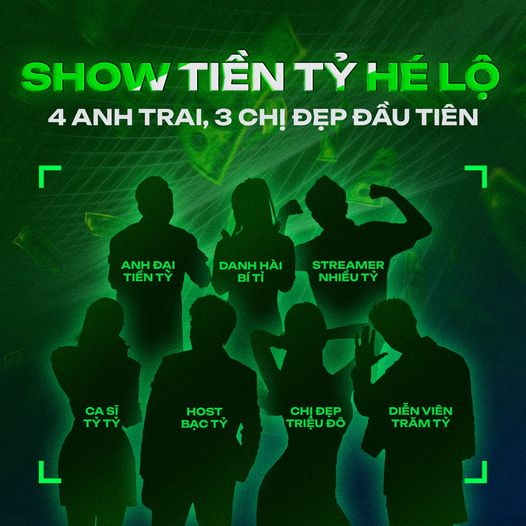 SHOW TIỀN TỶ HÉ LỘ
4 ANH TRAI, 3 CHỊ ĐẸP ĐẦU TIÊN
ANH ĐẠI
TIỀN TỶ
DANH HÀI
BÍ TỈ
STREAMER
NHIỀU TỶ
CA SĨ
TỶ TỶ
HOST
BẠC TỶ
CHỊ ĐẸP
TRIỆU ĐÔ
DIỄN VIÊN
TRĂM TỶ